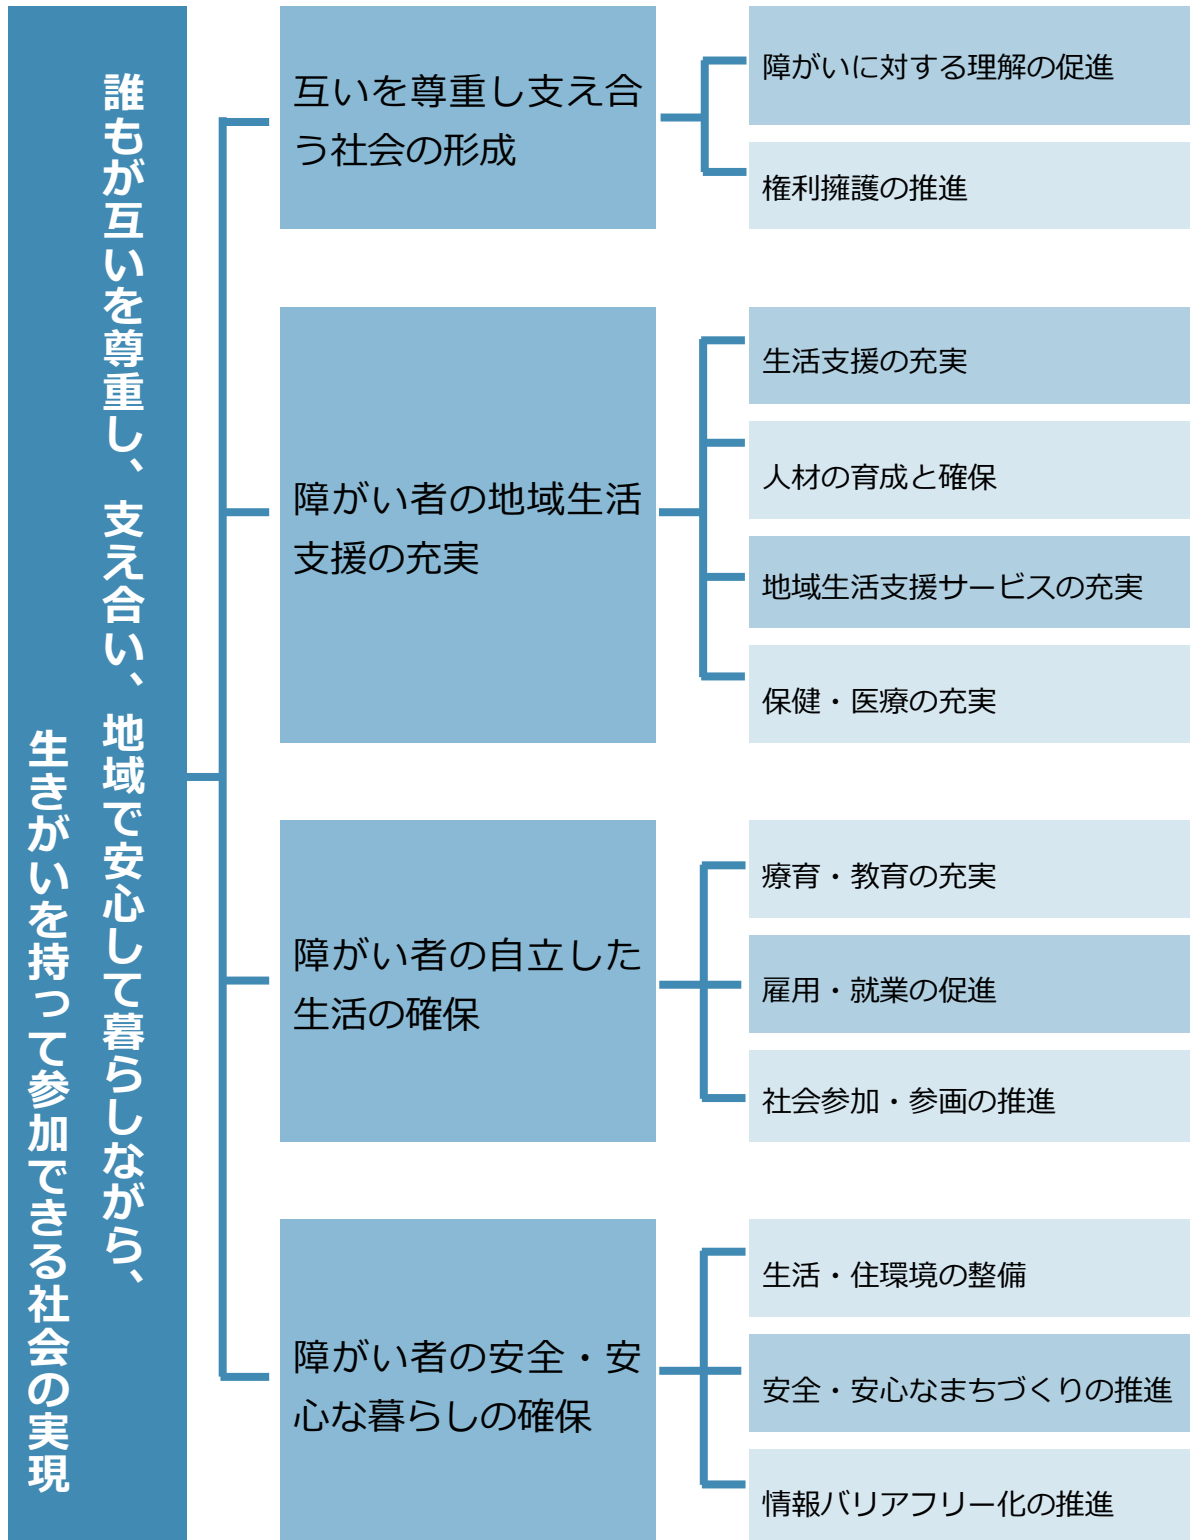 誰もが互いを尊重し、支え合い、地域で安心して暮らしながら、
生きがいを持って参加できる社会の実現
互いを尊重し支え合
う社会の形成
障がいに対する理解の促進
権利擁護の推進
障がい者の地域生活
支援の充実
生活支援の充実
人材の育成と確保
地域生活支援サービスの充実
保健・医療の充実
障がい者の自立した
生活の確保
療育・教育の充実
雇用・就業の促進
社会参加・参画の推進
障がい者の安全・安
心な暮らしの確保
生活・住環境の整備
安全・安心なまちづくりの推進
情報バリアフリー化の推進